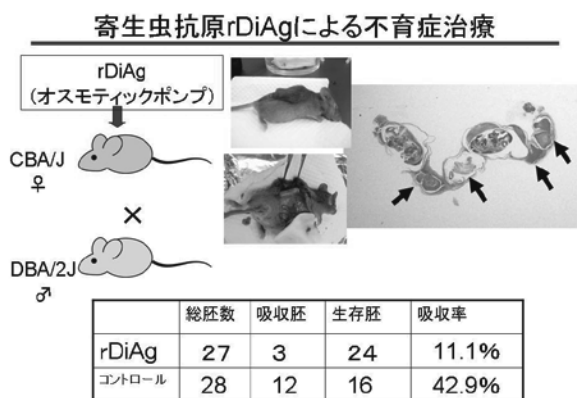 寄生虫抗原rDiAgによる不育症治療
rDiAg
(オスモティックポンプ)
CBA/J
♀
×
DBA/2J
♂
総胚数 吸収胚 生存胚 吸収率
rDiAg 27 3 24 11.1%
コントロール 28 12 16 42.9%